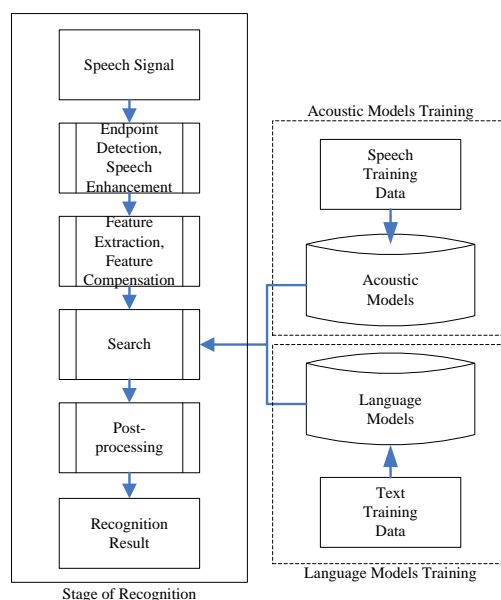 Speech Signal
Endpoint
Detection,
Speech
Enhancement
Feature
Extraction,
Feature
Compensation
Search
Post-
processing
Recognition
Result
Stage of Recognition
Acoustic Models Training
Speech
Training
Data
Acoustic
Models
Language
Models
Text
Training
Data
Language Models Training